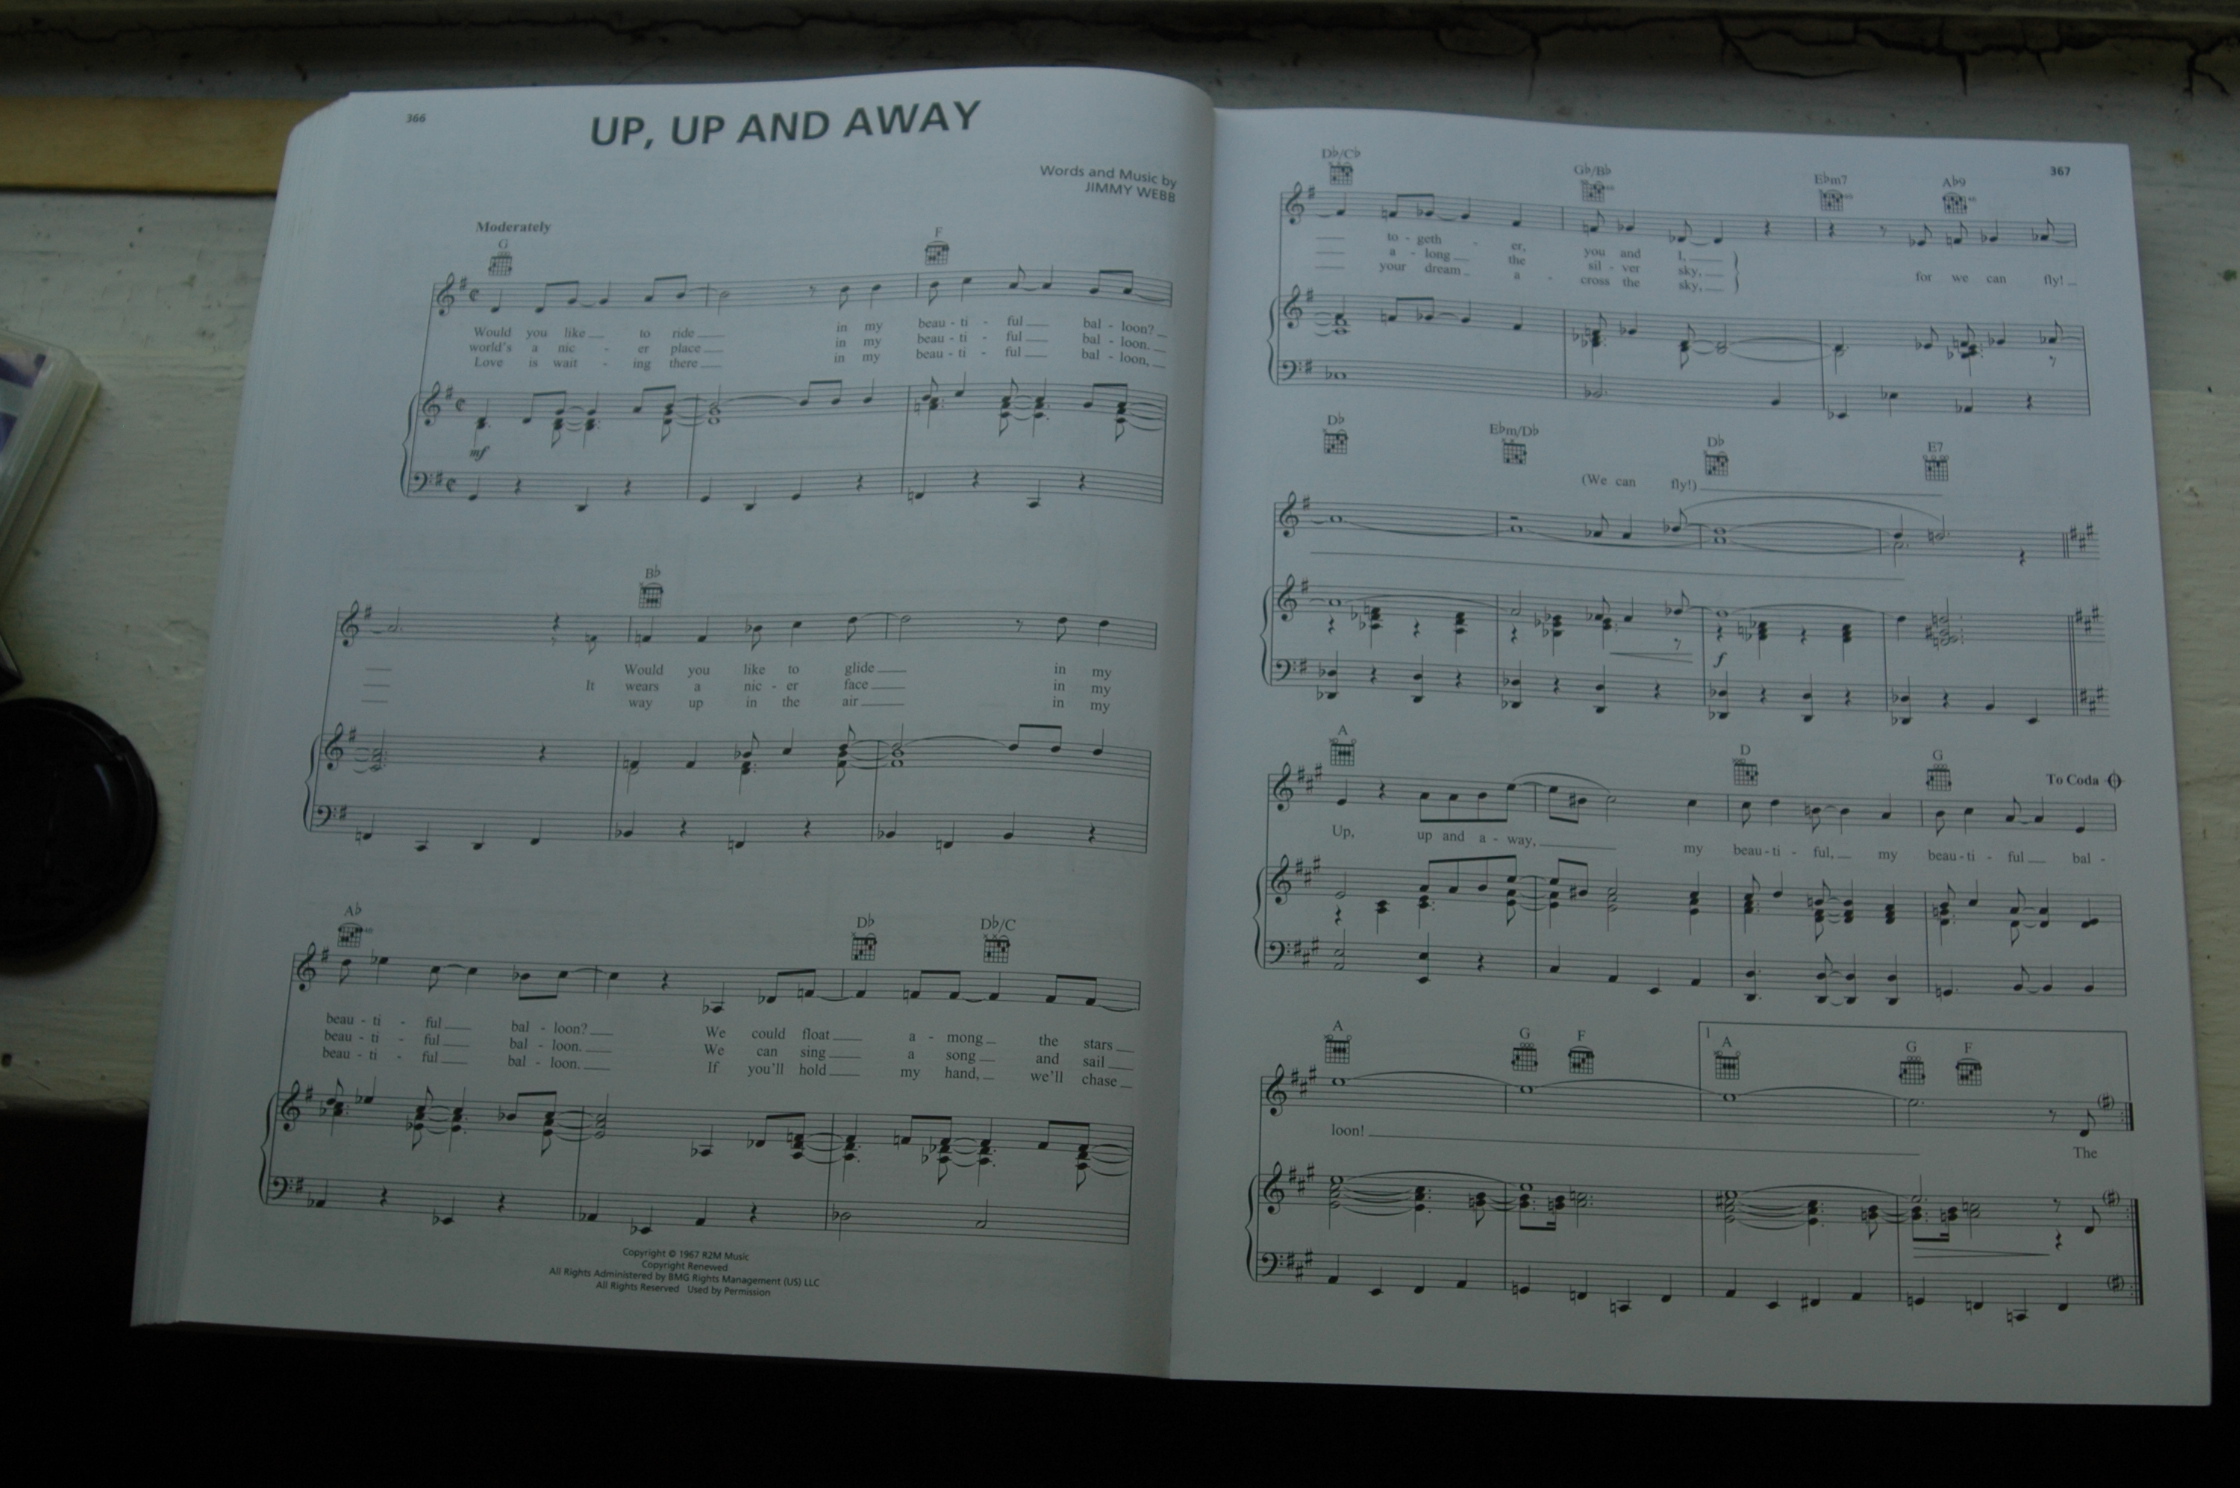 366
UP, UP AND AWAY
Words and Music by
JIMMY WEBB
Moderately
G F
Would you like to ride in my beau - ti - ful bal - loon?
world's a nic - er place in my beau - ti - ful bal - loon.
Love is wait - ing there in my beau - ti - ful bal - loon,
mf
B♭
Would you like to glide in my
It wears a nic - er face in my
way up in the air in my
A♭ D♭ D♭/C
beau - ti - ful bal - loon? We could float a - mong the stars
beau - ti - ful bal - loon. We can sing a song and sail
beau - ti - ful bal - loon. If you'll hold my hand, we'll chase
Copyright © 1967 R2M Music
Copyright Renewed
All Rights Administered by BMG Rights Management (US) LLC
All Rights Reserved Used by Permission
367
D♭/C♭ G♭/B♭ E♭m7 A♭9
to - geth - er, you and I,
a - long the sil - ver sky, for we can fly!
your dream a - cross the sky,
D♭ E♭m/D♭ D♭ E7
(We can fly!)
f
A D G To Coda
Up, up and a - way, my beau - ti - ful, my beau - ti - ful bal -
A G F 1 A G F
loon! The